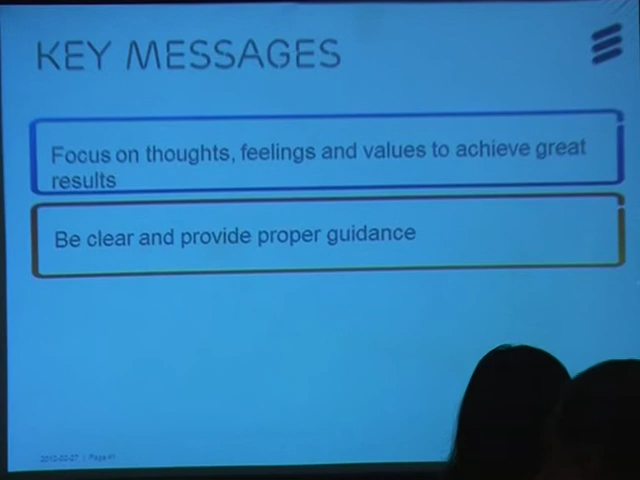 KEY MESSAGES
Focus on thoughts, feelings and values to achieve great
results
Be clear and provide proper guidance